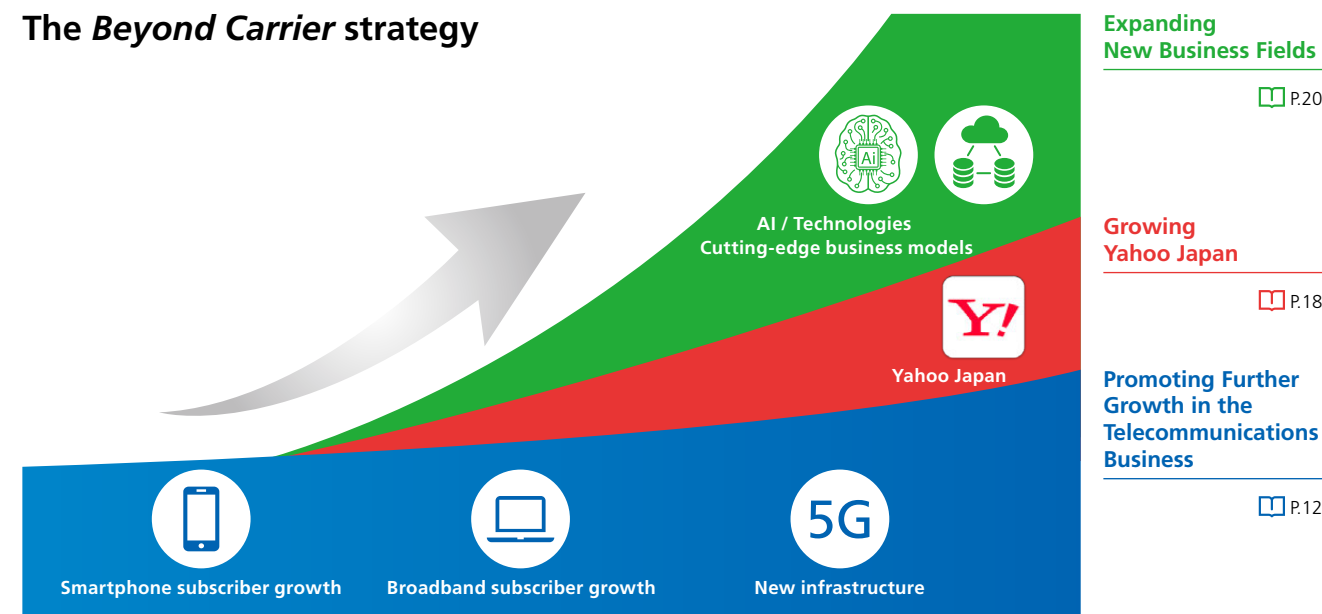 The Beyond Carrier strategy
Expanding
New Business Fields
P.20
Ai
AI / Technologies
Cutting-edge business models
Growing
Yahoo Japan
P.18
Y!
Yahoo Japan
Promoting Further
Growth in the
Telecommunications
Business
P.12
5G
Smartphone subscriber growth
Broadband subscriber growth
New infrastructure